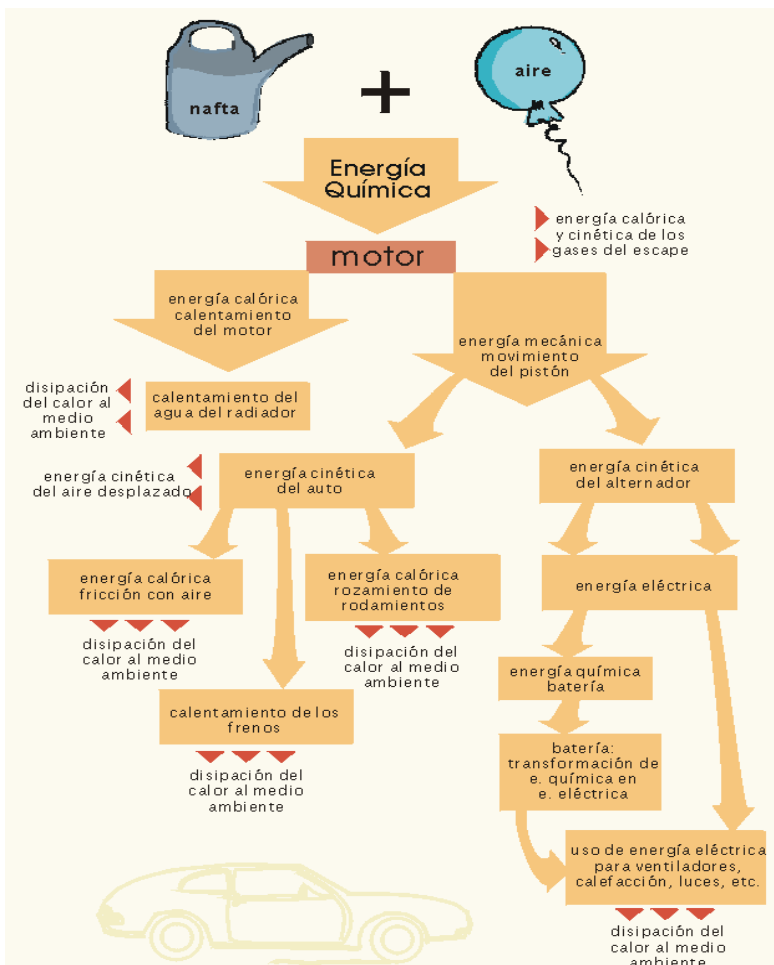 nafta
aire
Energía
Química
energía calórica
y cinética de los
gases del escape
motor
energía calórica
calentamiento
del motor
energía mecánica
movimiento
del pistón
disipación
del calor al
medio
ambiente
calentamiento del
agua del radiador
energía cinética
del aire desplazado
energía cinética
del auto
energía cinética
del alternador
energía calórica
fricción con aire
energía calórica
rozamiento de
rodamientos
energía eléctrica
disipación del
calor al medio
ambiente
disipación del
calor al medio
ambiente
energía química
batería
calentamiento de los
frenos
batería:
transformación de
e. química en
e. eléctrica
disipación del
calor al medio
ambiente
uso de energía eléctrica
para ventiladores,
calefacción, luces, etc.
disipación del
calor al medio
ambiente